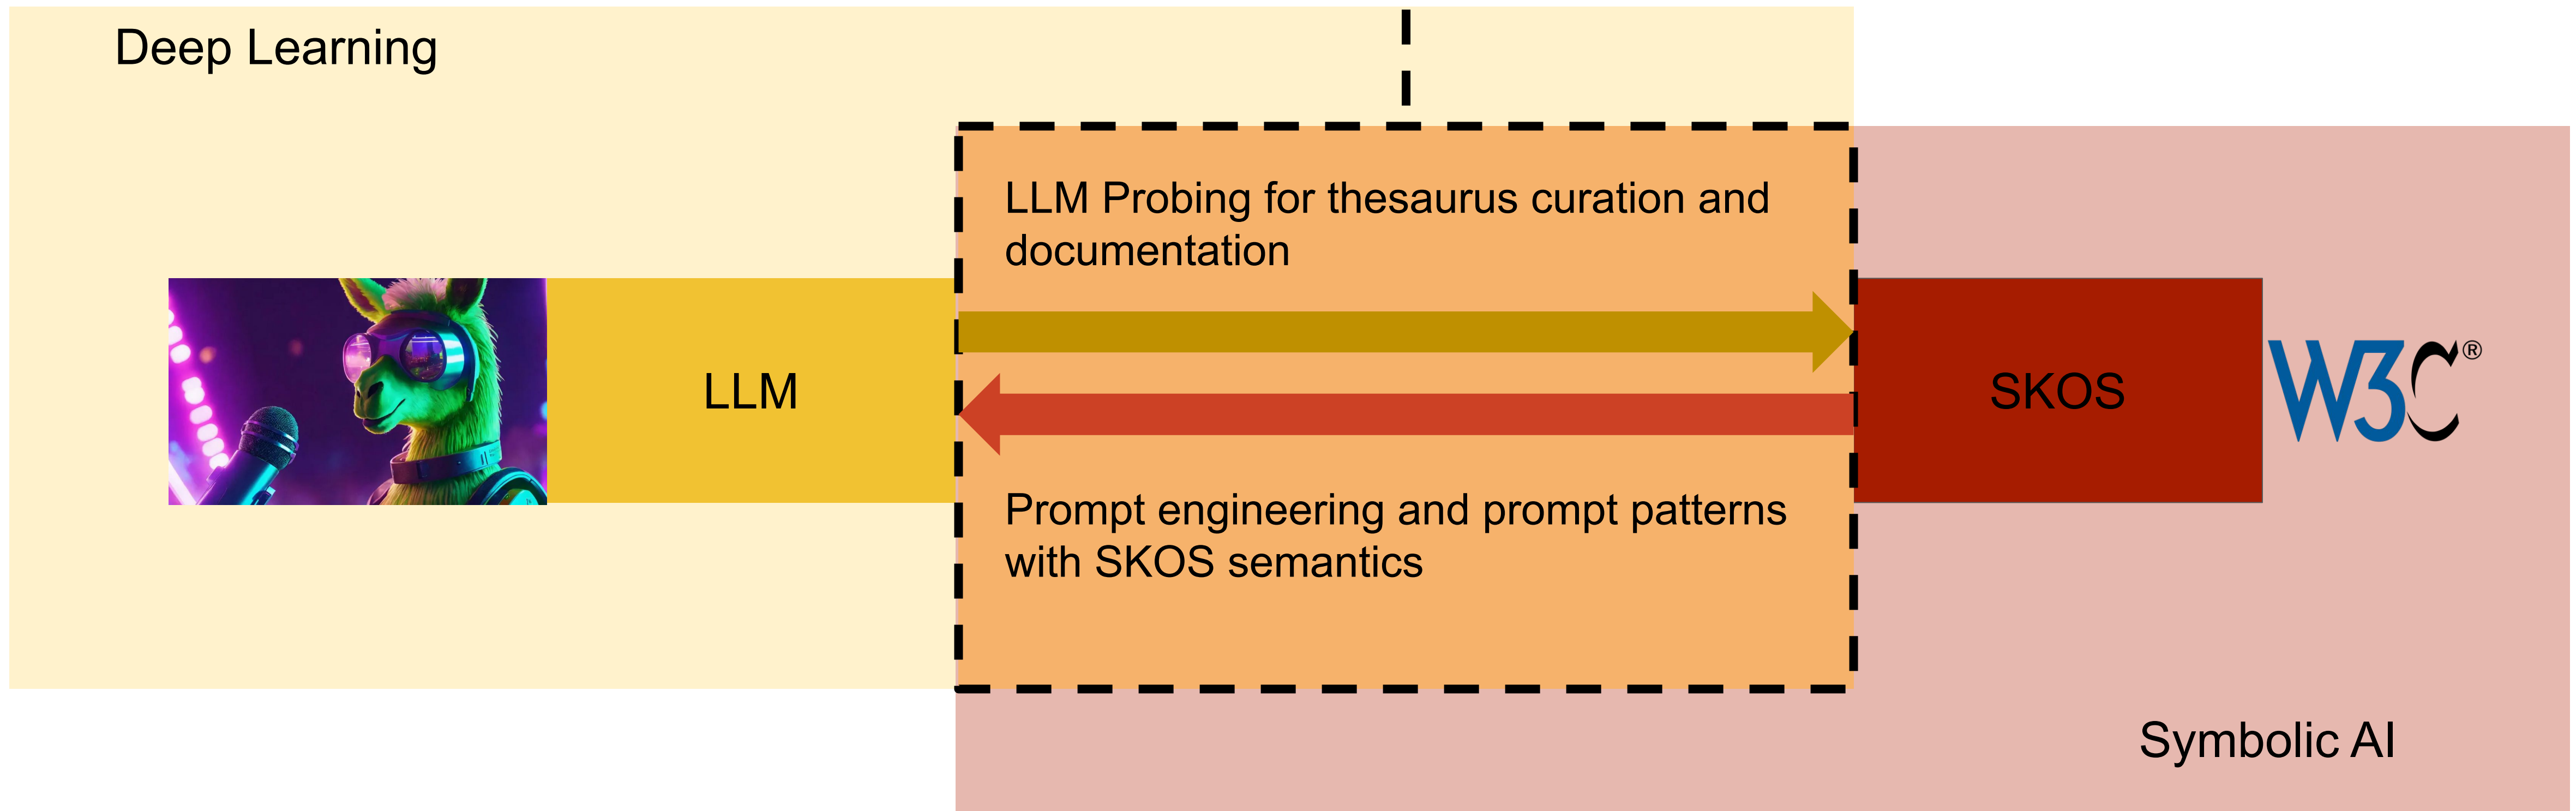 Deep Learning
LLM Probing for thesaurus curation and
documentation
LLM
SKOS
W3C®
Prompt engineering and prompt patterns
with SKOS semantics
Symbolic AI